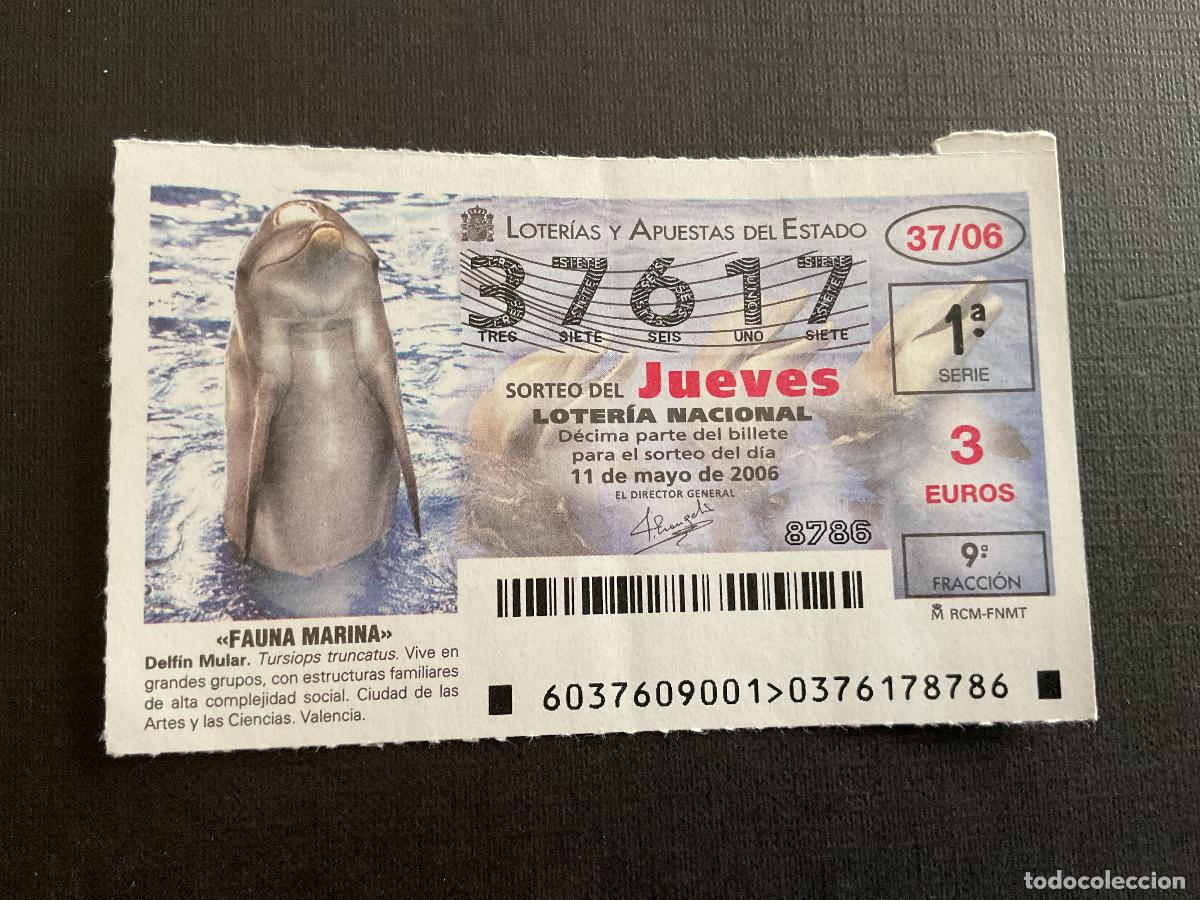 LOTERÍAS Y APUESTAS DEL ESTADO
37/06
37617
TRES SIETE SEIS UNO SIETE
1ª
SERIE
SORTEO DEL Jueves
LOTERÍA NACIONAL
Décima parte del billete
para el sorteo del día
11 de mayo de 2006
EL DIRECTOR GENERAL
3
EUROS
8786
9ª
FRACCIÓN
RCM-FNMT
«FAUNA MARINA»
Delfín Mular. Tursiops truncatus. Vive en
grandes grupos, con estructuras familiares
de alta complejidad social. Ciudad de las
Artes y las Ciencias. Valencia.
6037609001>0376178786
todocoleccion